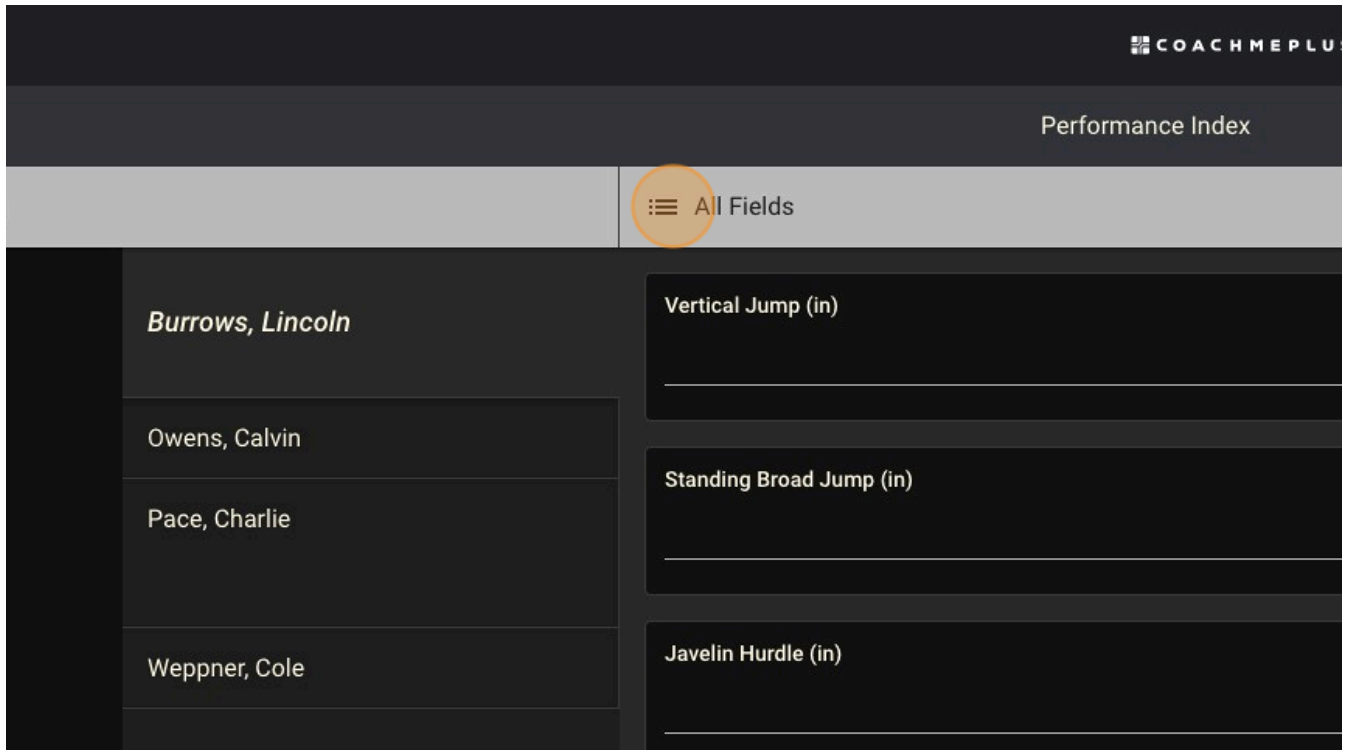 COACHMEPLUS
Performance Index
All Fields
Burrows, Lincoln
Owens, Calvin
Pace, Charlie
Weppner, Cole
Vertical Jump (in)
Standing Broad Jump (in)
Javelin Hurdle (in)